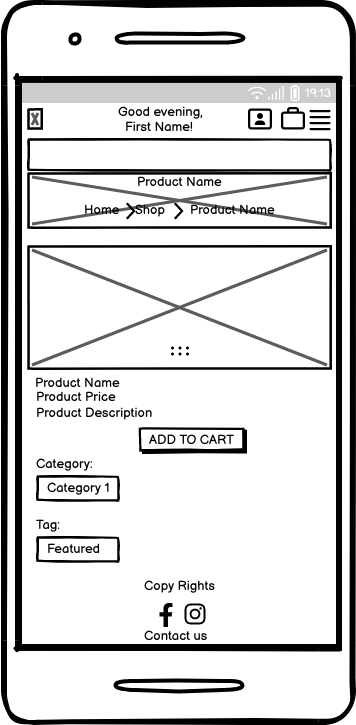 19:13
Good evening,
First Name!
Product Name
Home Shop Product Name
Product Name
Product Price
Product Description
ADD TO CART
Category:
Category 1
Tag:
Featured
Copy Rights
Contact us